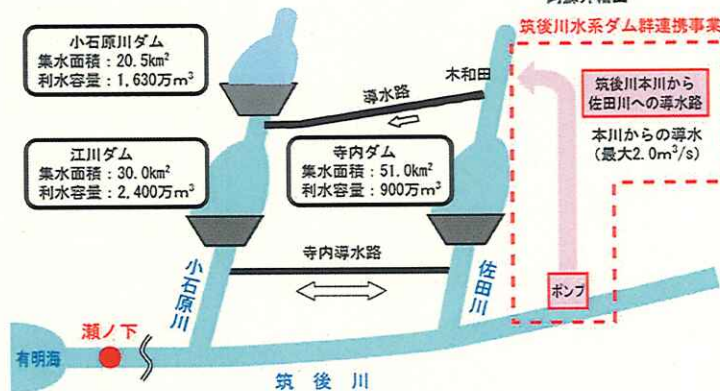 筑後川水系ダム群連携事業
小石原川ダム
集水面積：20.5km²
利水容量：1,630万m³
木和田
導水路
筑後川本川から
佐田川への導水路
本川からの導水
（最大2.0m³/s）
江川ダム
集水面積：30.0km²
利水容量：2,400万m³
寺内ダム
集水面積：51.0km²
利水容量：900万m³
寺内導水路
小石原川
佐田川
ポンプ
瀬ノ下
有明海
筑後川